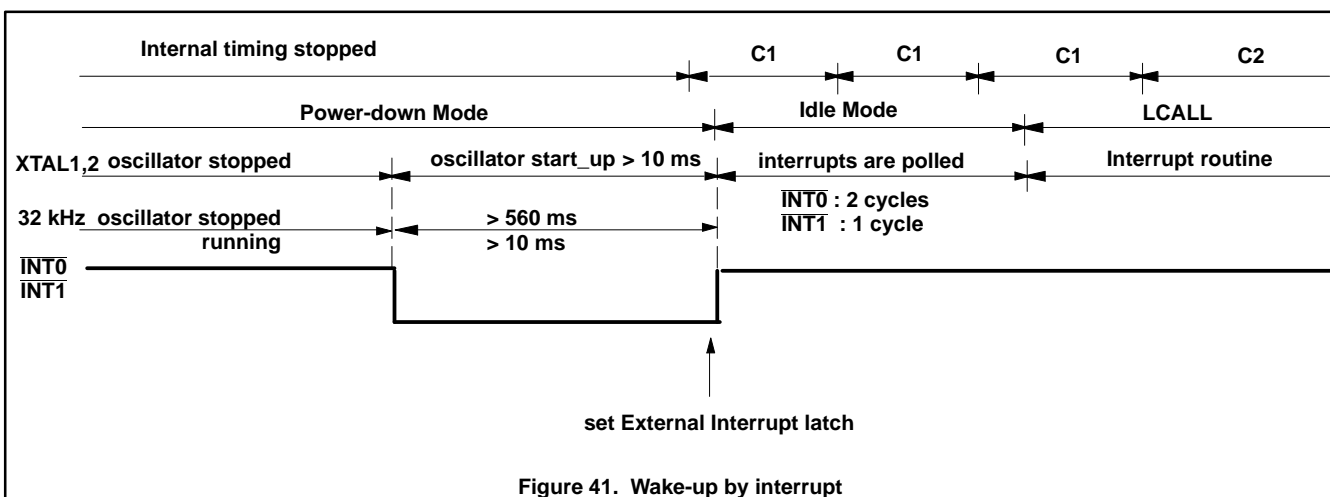 Internal timing stopped C1 C1 C1 C2
Power-down Mode Idle Mode LCALL
XTAL1,2 oscillator stopped oscillator start_up > 10 ms interrupts are polled Interrupt routine
INT0 : 2 cycles
32 kHz oscillator stopped > 560 ms INT1 : 1 cycle
running > 10 ms
INT0
INT1
set External Interrupt latch
Figure 41. Wake-up by interrupt